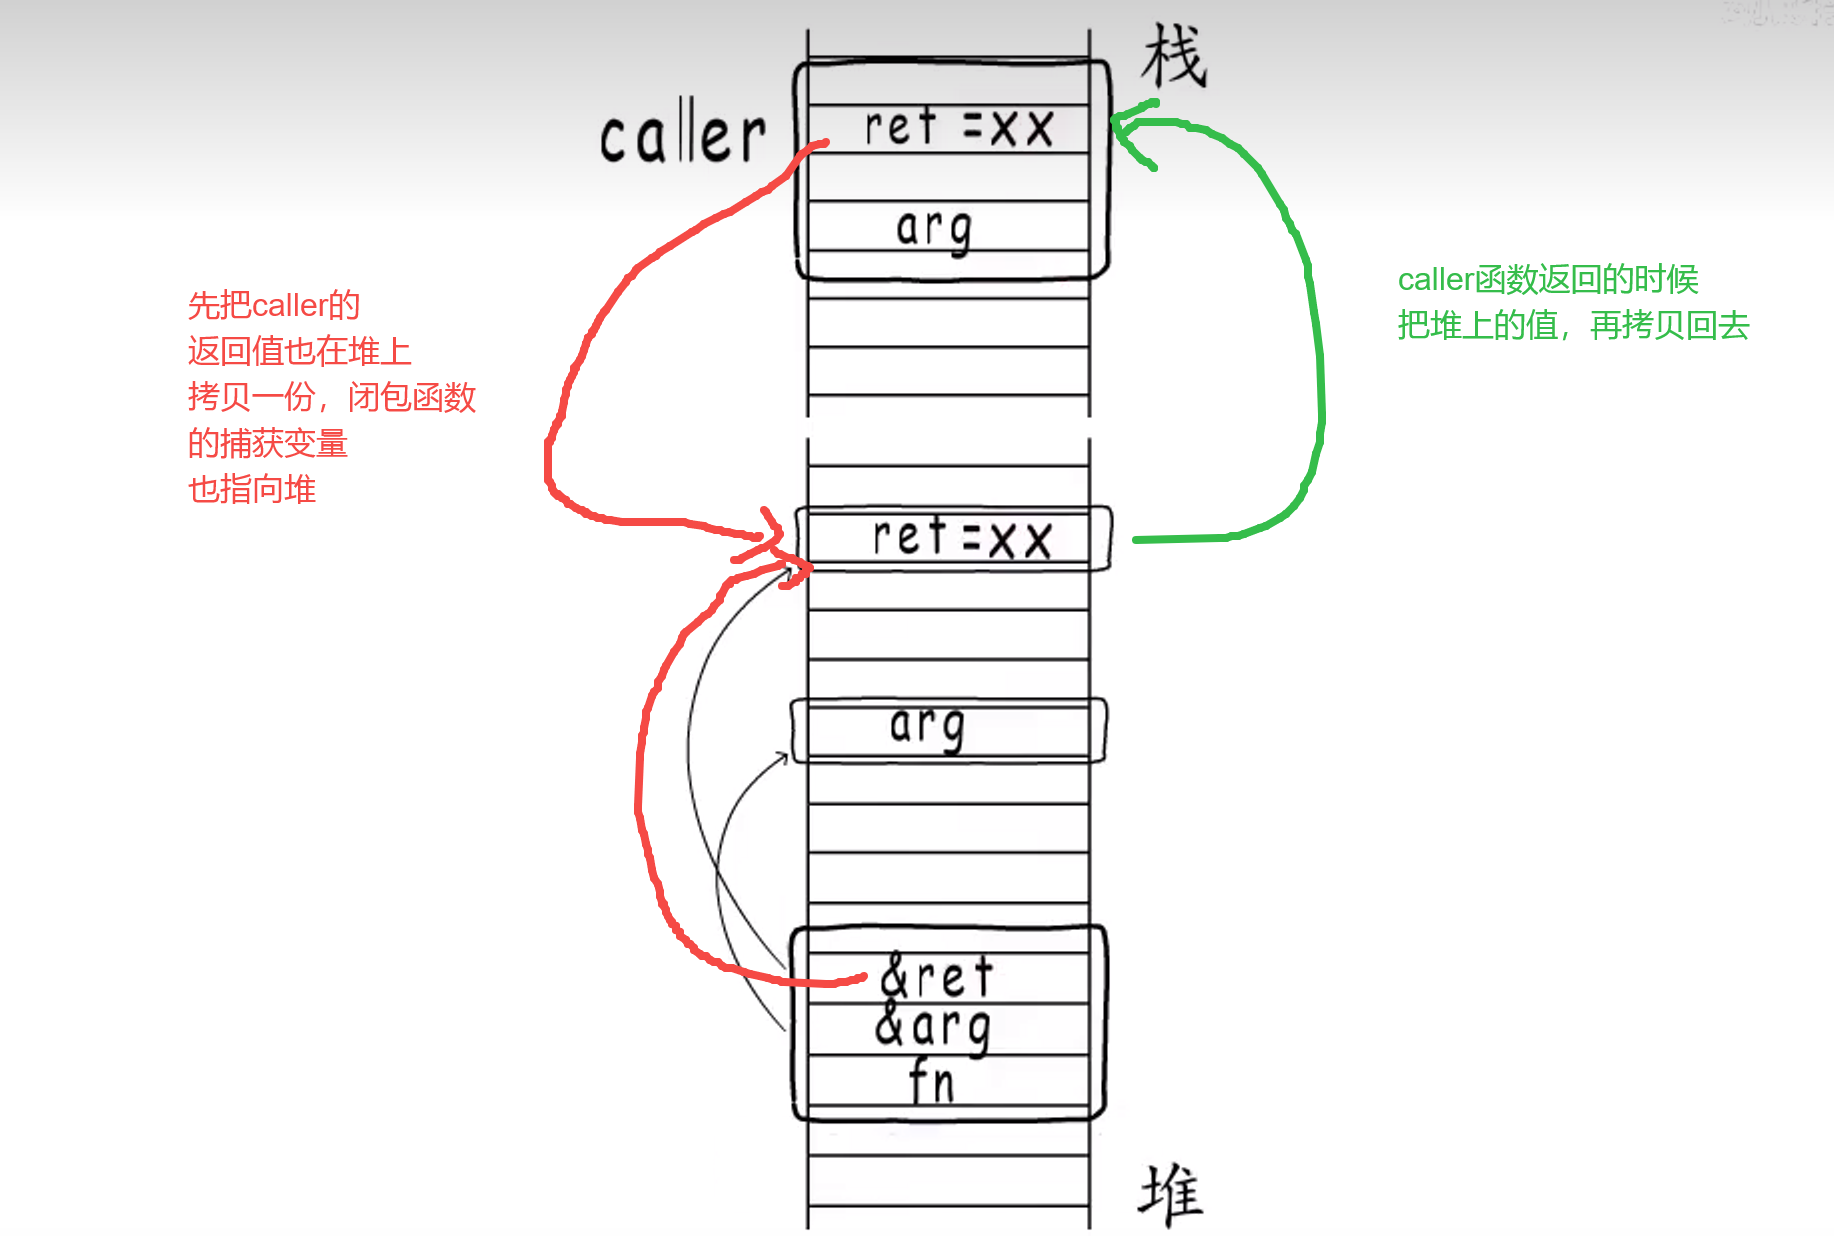 栈
caller
ret =xx
arg
先把caller的
返回值也在堆上
拷贝一份，闭包函数
的捕获变量
也指向堆
caller函数返回的时候
把堆上的值，再拷贝回去
ret =xx
arg
&ret
&arg
fn
堆